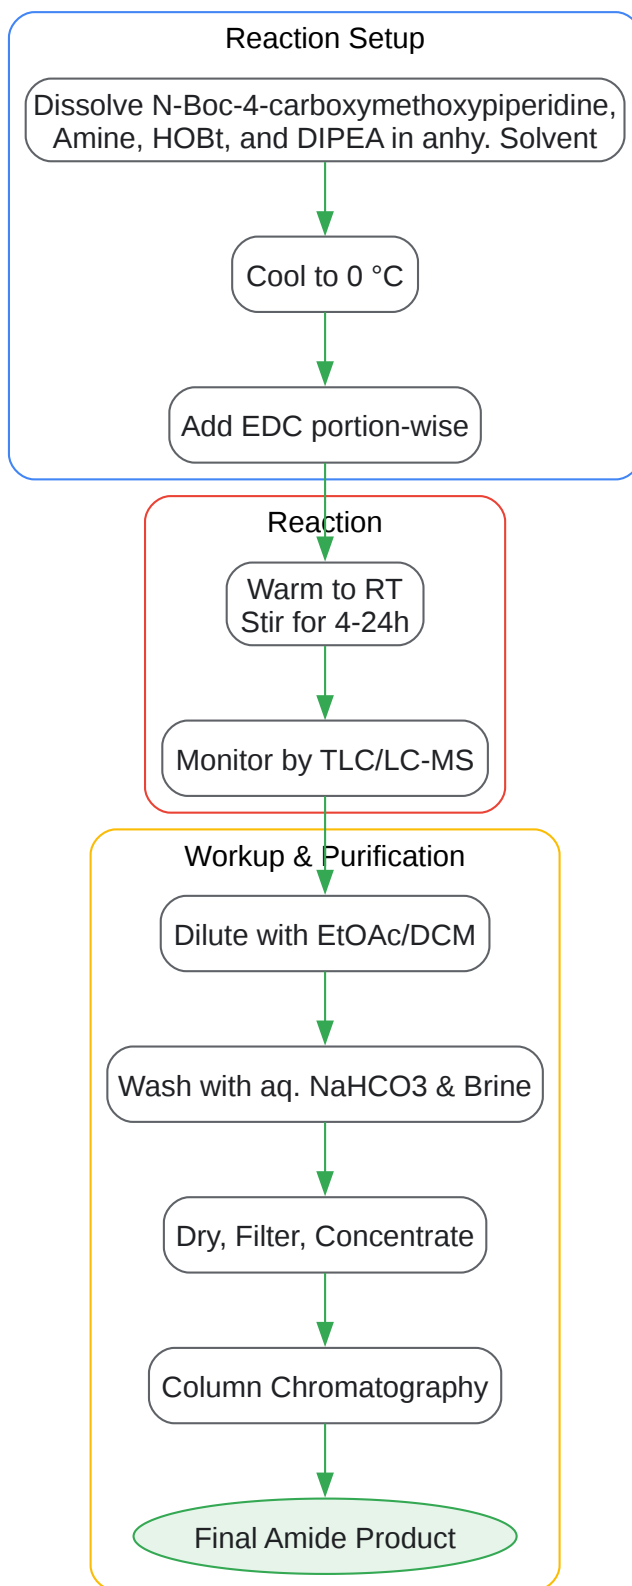 Reaction Setup
Dissolve N-Boc-4-carboxymethoxypiperidine,
Amine, HOBt, and DIPEA in anhy. Solvent
Cool to 0 °C
Add EDC portion-wise
Reaction
Warm to RT
Stir for 4-24h
Monitor by TLC/LC-MS
Workup & Purification
Dilute with EtOAc/DCM
Wash with aq. NaHCO3 & Brine
Dry, Filter, Concentrate
Column Chromatography
Final Amide Product